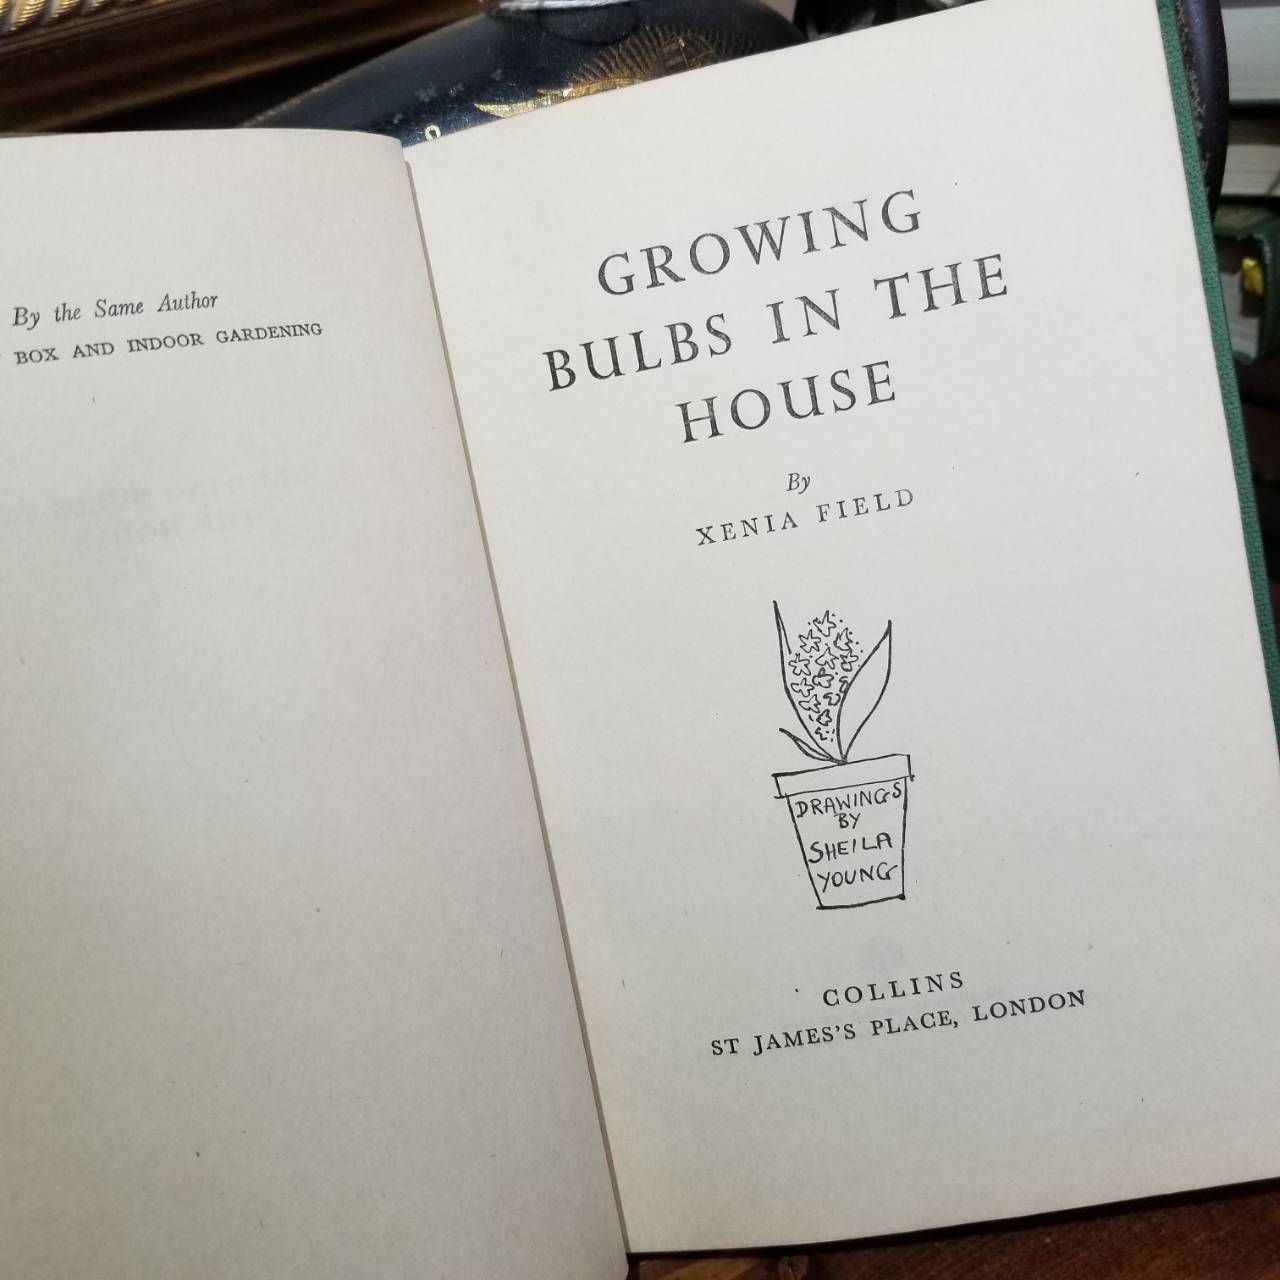 By the Same Author
BOX AND INDOOR GARDENING
GROWING
BULBS IN THE
HOUSE
By
XENIA FIELD
DRAWINGS
BY
SHEILA
YOUNG
COLLINS
ST JAMES'S PLACE, LONDON